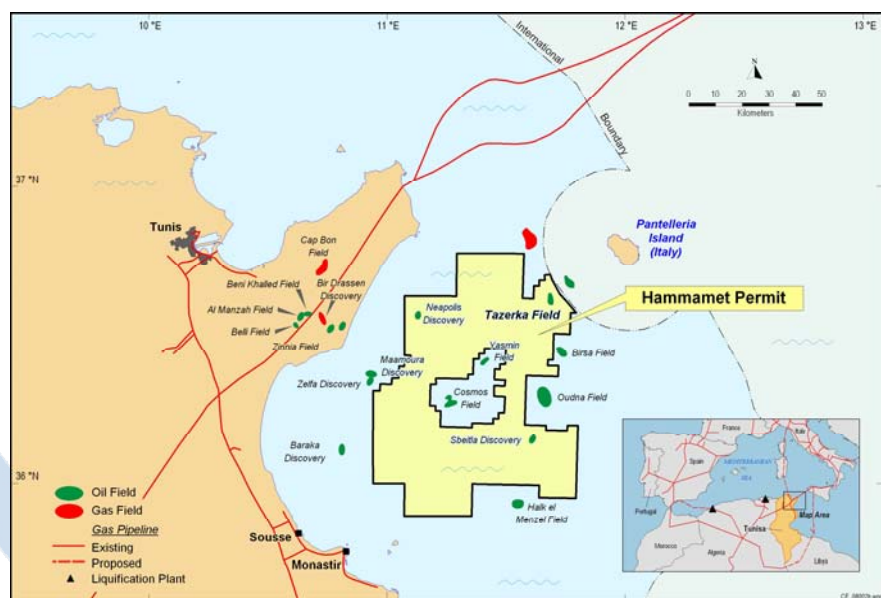 10 °E
11 °E
12 °E
13 °E
International
Boundary
N
0 10 20 30 40 50
Kilometers
37 °N
Tunis
Cap Bon
Field
Pantelleria
Island
(Italy)
Beni Khalled Field
Bir Drassen
Discovery
Al Manzah Field
Belli Field
Zinnia Field
Neapolis
Discovery
Tazerka Field
Hammamet Permit
Maamoura
Discovery
Yasmin
Field
Birsa Field
Zelfa Discovery
Cosmos
Field
Oudna Field
Baraka
Discovery
Sbeitla Discovery
36 °N
Halk el
Menzel Field
Oil Field
Gas Field
Gas Pipeline
Existing
Proposed
Liquification Plant
Sousse
Monastir
France
Italy
Spain
Portugal
Map Area
Tunisa
Morocco
Algeria
Libya